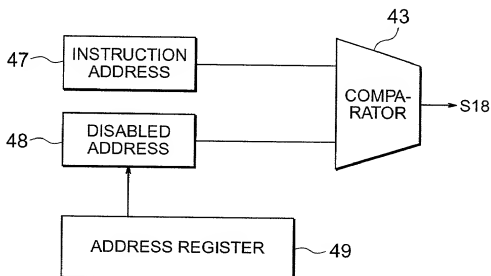 43
47
INSTRUCTION
ADDRESS
COMPA-
RATOR
S18
48
DISABLED
ADDRESS
ADDRESS REGISTER
49